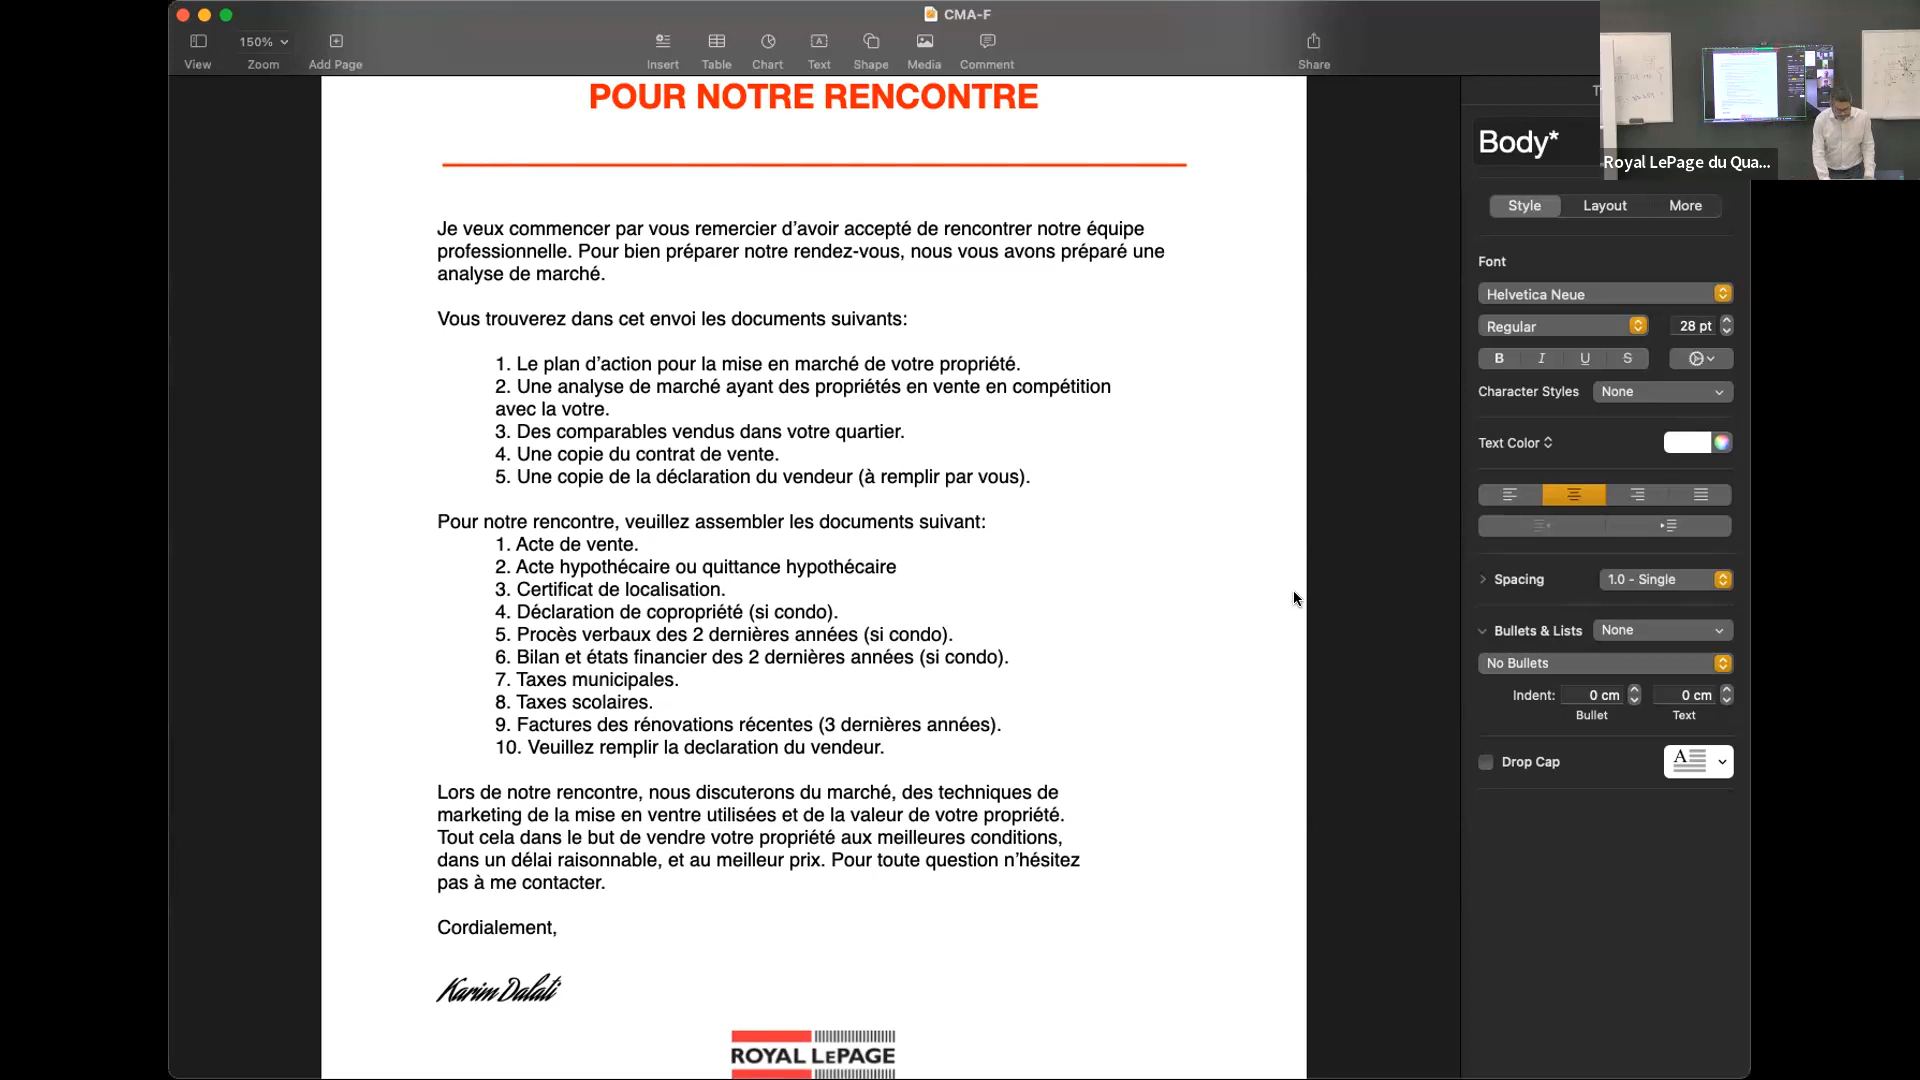 CMA-F
150%
View
Zoom
Add Page
Insert
Table
Chart
Text
Shape
Media
Comment
Share
POUR NOTRE RENCONTRE
Je veux commencer par vous remercier d’avoir accepté de rencontrer notre équipe
professionnelle. Pour bien préparer notre rendez-vous, nous vous avons préparé une
analyse de marché.
Vous trouverez dans cet envoi les documents suivants:
1. Le plan d’action pour la mise en marché de votre propriété.
2. Une analyse de marché ayant des propriétés en vente en compétition
avec la votre.
3. Des comparables vendus dans votre quartier.
4. Une copie du contrat de vente.
5. Une copie de la déclaration du vendeur (à remplir par vous).
Pour notre rencontre, veuillez assembler les documents suivant:
1. Acte de vente.
2. Acte hypothécaire ou quittance hypothécaire
3. Certificat de localisation.
4. Déclaration de copropriété (si condo).
5. Procès verbaux des 2 dernières années (si condo).
6. Bilan et états financier des 2 dernières années (si condo).
7. Taxes municipales.
8. Taxes scolaires.
9. Factures des rénovations récentes (3 dernières années).
10. Veuillez remplir la declaration du vendeur.
Lors de notre rencontre, nous discuterons du marché, des techniques de
marketing de la mise en ventre utilisées et de la valeur de votre propriété.
Tout cela dans le but de vendre votre propriété aux meilleures conditions,
dans un délai raisonnable, et au meilleur prix. Pour toute question n’hésitez
pas à me contacter.
Cordialement,
Karim Dalati
ROYAL LEPAGE
Royal LePage du Qua...
Body*
Style
Layout
More
Font
Helvetica Neue
Regular
28 pt
B I U S
Character Styles
None
Text Color
Spacing
1.0 - Single
Bullets & Lists
None
No Bullets
Indent:
0 cm
0 cm
Bullet
Text
Drop Cap
A